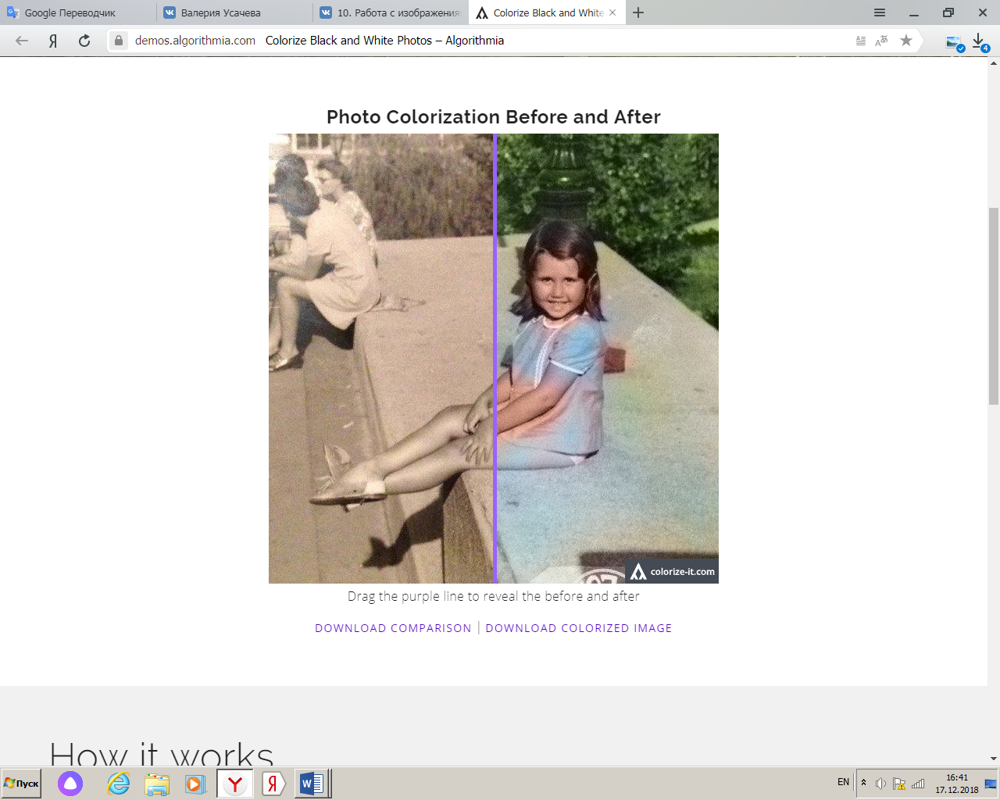 Google Переводчик
Валерия Усачева
10. Работа с изображения
Colorize Black and White
demos.algorithmia.com Colorize Black and White Photos – Algorithmia
4
Photo Colorization Before and After
colorize-it.com
Drag the purple line to reveal the before and after
DOWNLOAD COMPARISON | DOWNLOAD COLORIZED IMAGE
How it works
Пуск
EN
16:41
17.12.2018